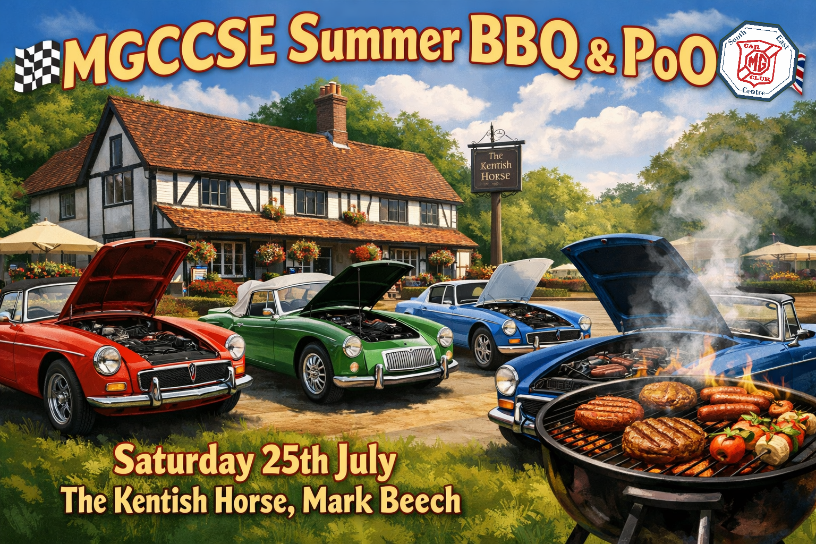 MGCCSE Summer BBQ & PoO
South East
CAR
MG
CLUB
Centre
The
Kentish
Horse
Saturday 25th July
The Kentish Horse, Mark Beech